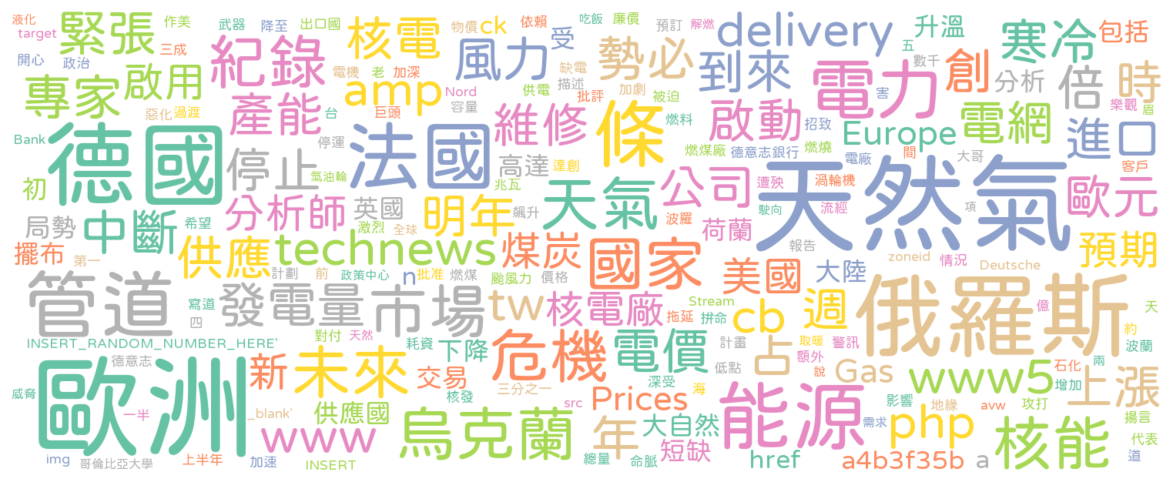 液化 target 緊張 作美 武器 降至 出口國 核電 物價 ck 風力 受 吃飯 廉價 勢必 預訂 解燃 delivery 五 升溫 寒冷 包括
開心 政治 三成 紀錄 電機 老 加深 amp 巨頭 Nord 缺電 描述 供電 批評 加劇 被迫 到來 數千 電力 創 分析 倍 時
專家 啟用 惡化 過渡 產能 台 停運 容量 維修 燃料 條 啟動 害 招致 Europe 電網 樂觀 眉 進口
Bank 德國 停止 氣油輪 法國 高達 兆瓦 達創 燃煤廠 德意志銀行 燃燒 電廠 間 大哥 客戶
初 局勢 中斷 希望 分析師 英國 激烈 明年 飆升 全球 天氣 公司 遭殃 渦輪機 駛向 流經 天然氣 項 歐元
擺布 第一 供應 technews 煤炭 波羅 荷蘭 國家 報告 預期
計劃 前 政策中心 n 批准 燃煤 颱風力 價格 美國 大陸 zoneid 情況 Deutsche
管道 寫道 四 發電量 市場 tw 核電廠 Stream 拖延 拼命 cb 週 億 俄羅斯 天 約
INSERT_RANDOM_NUMBER_HERE' 對付 天然 耗資 下降 危機 電價 計畫 低點 占 取暖 額外 說 警訊 波蘭 兩
德意志 新 未來 交易 三分之一 深受 海 Gas www5 石化 增加 上漲
威脅 歐洲 一半 _blank' 供應國 核發 src Prices 能源 影響 地緣 avw 攻打 揚言
www 烏克蘭 年 大自然 短缺 需求 php 核能 代表
img 哥倫比亞大學 上半年 加速 INSERT 總量 命脈 href a4b3f35b a 道